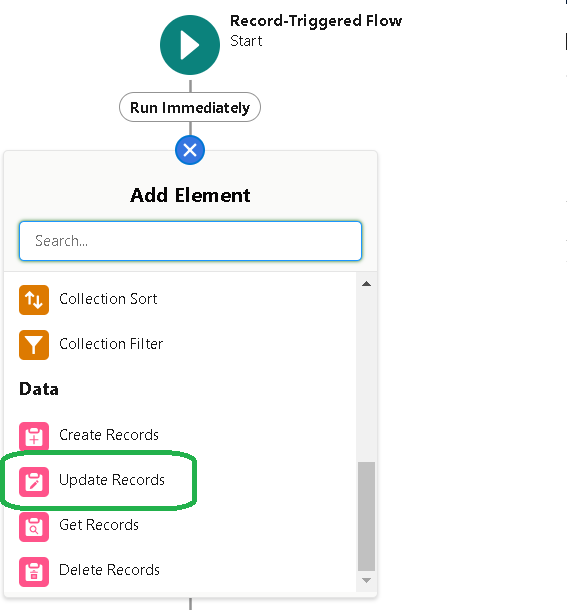 Record-Triggered Flow
Start
Run Immediately
Add Element
Search...
Collection Sort
Collection Filter
Data
Create Records
Update Records
Get Records
Delete Records